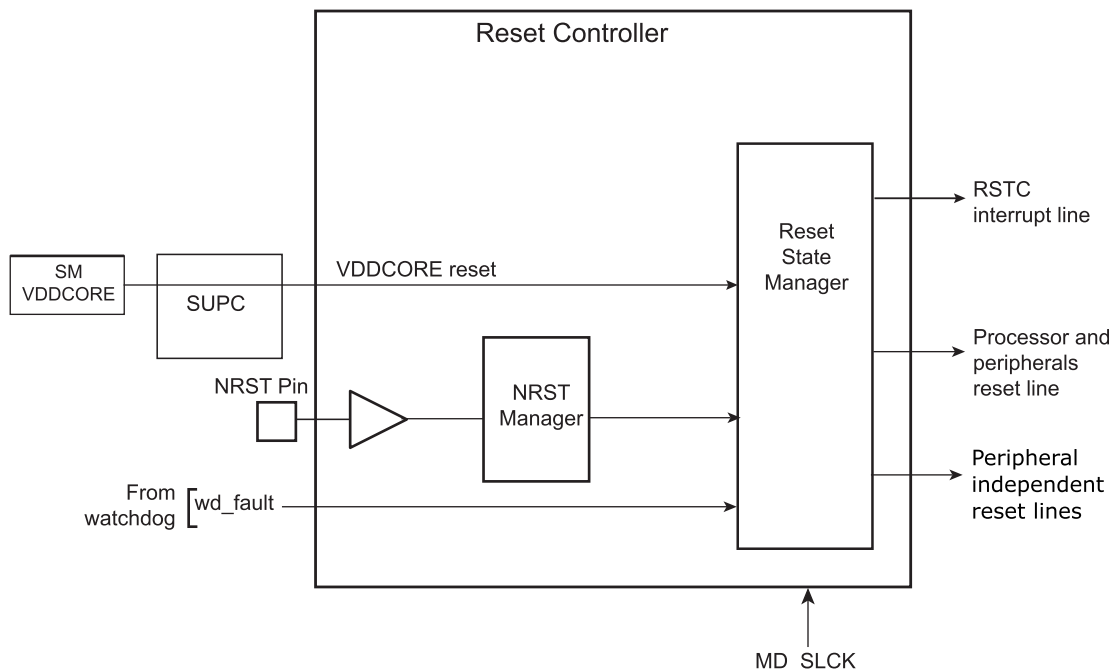 Reset Controller
RSTC
interrupt line
Reset
State
Manager
SM
VDDCORE
SUPC
VDDCORE reset
Processor and
peripherals
reset line
NRST Pin
NRST
Manager
Peripheral
independent
reset lines
From
watchdog
wd_fault
MD SLCK